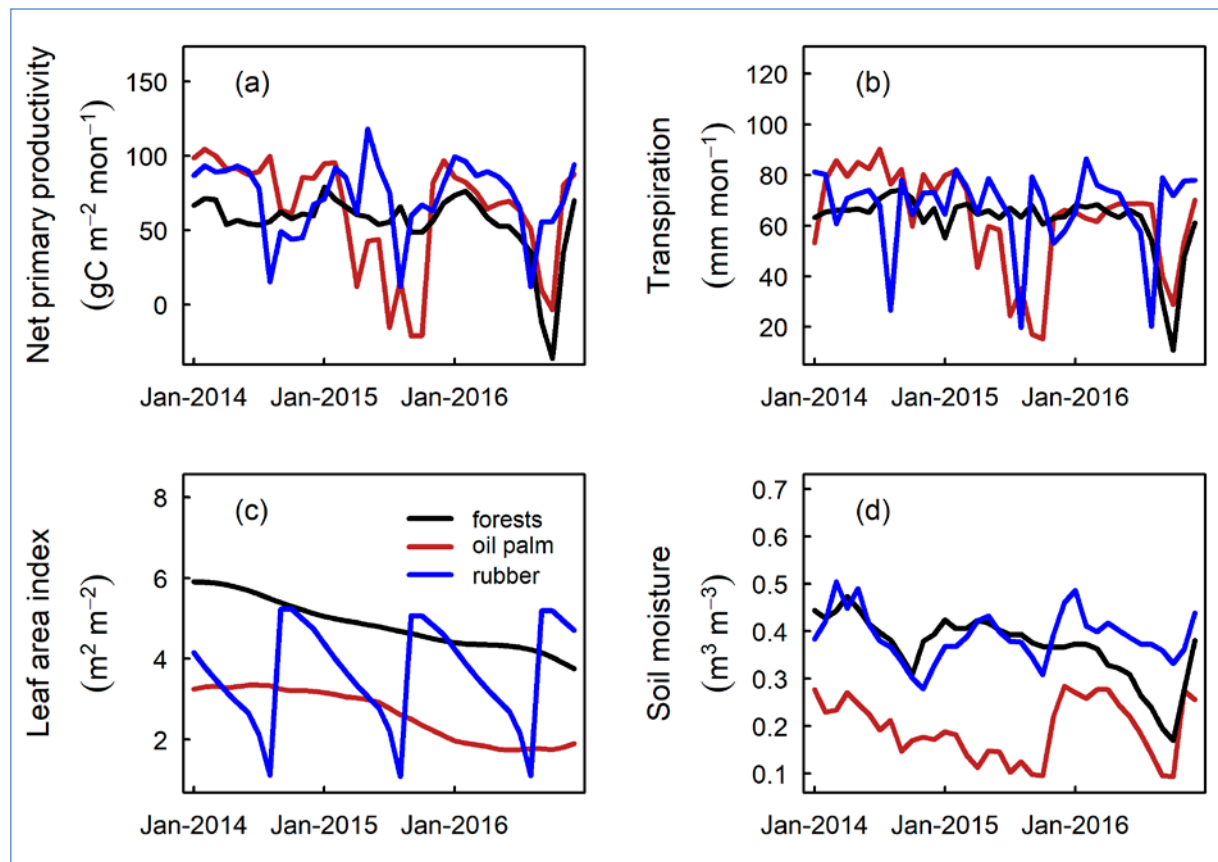 Net primary productivity
(gC m⁻² mon⁻¹)
(a)
150
100
50
0
Jan-2014 Jan-2015 Jan-2016
Transpiration
(mm mon⁻¹)
(b)
120
100
80
60
40
20
Jan-2014 Jan-2015 Jan-2016
Leaf area index
(m² m⁻²)
(c)
forests
oil palm
rubber
8
6
4
2
Jan-2014 Jan-2015 Jan-2016
Soil moisture
(m³ m⁻³)
(d)
0.7
0.6
0.5
0.4
0.3
0.2
0.1
Jan-2014 Jan-2015 Jan-2016